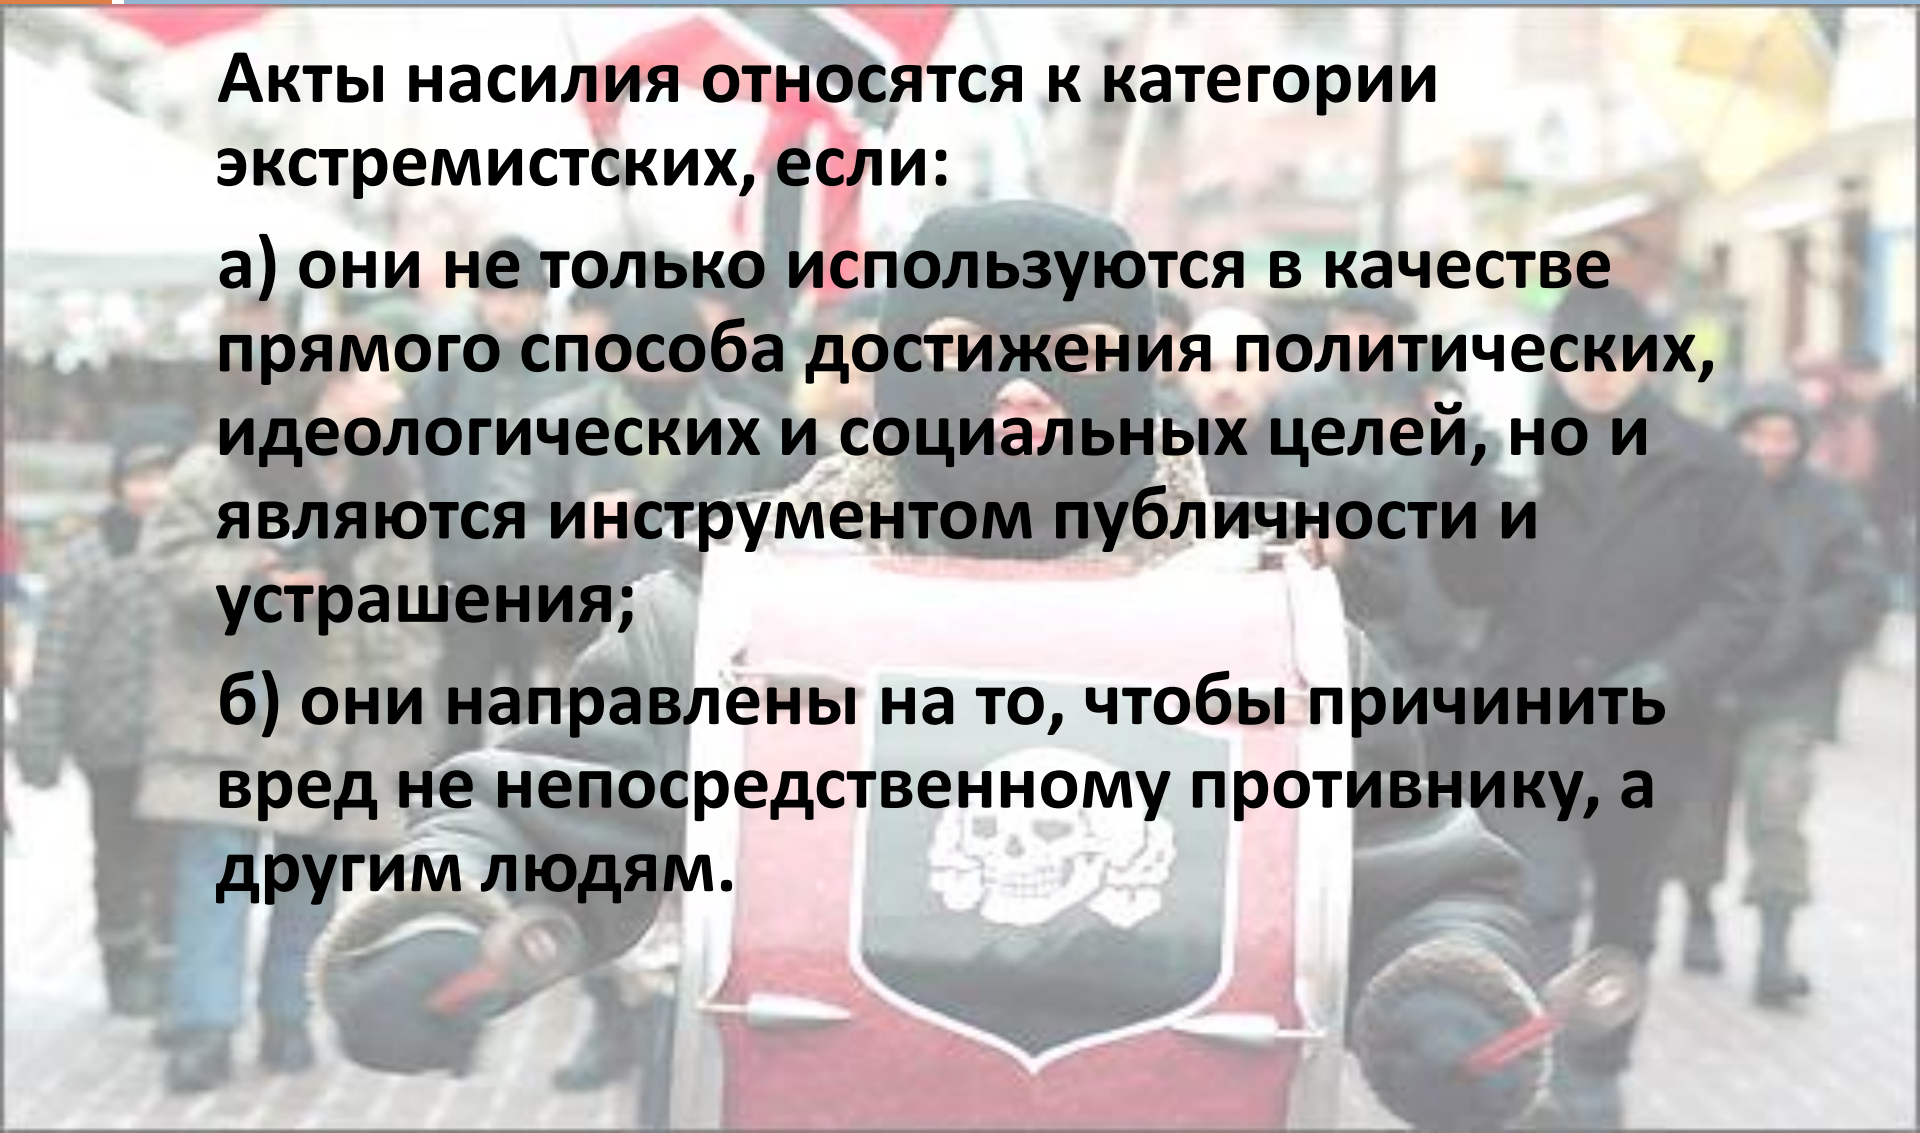 Акты насилия относятся к категории
экстремистских, если:
а) они не только используются в качестве
прямого способа достижения политических,
идеологических и социальных целей, но и
являются инструментом публичности и
устрашения;
б) они направлены на то, чтобы причинить
вред не непосредственному противнику, а
другим людям.